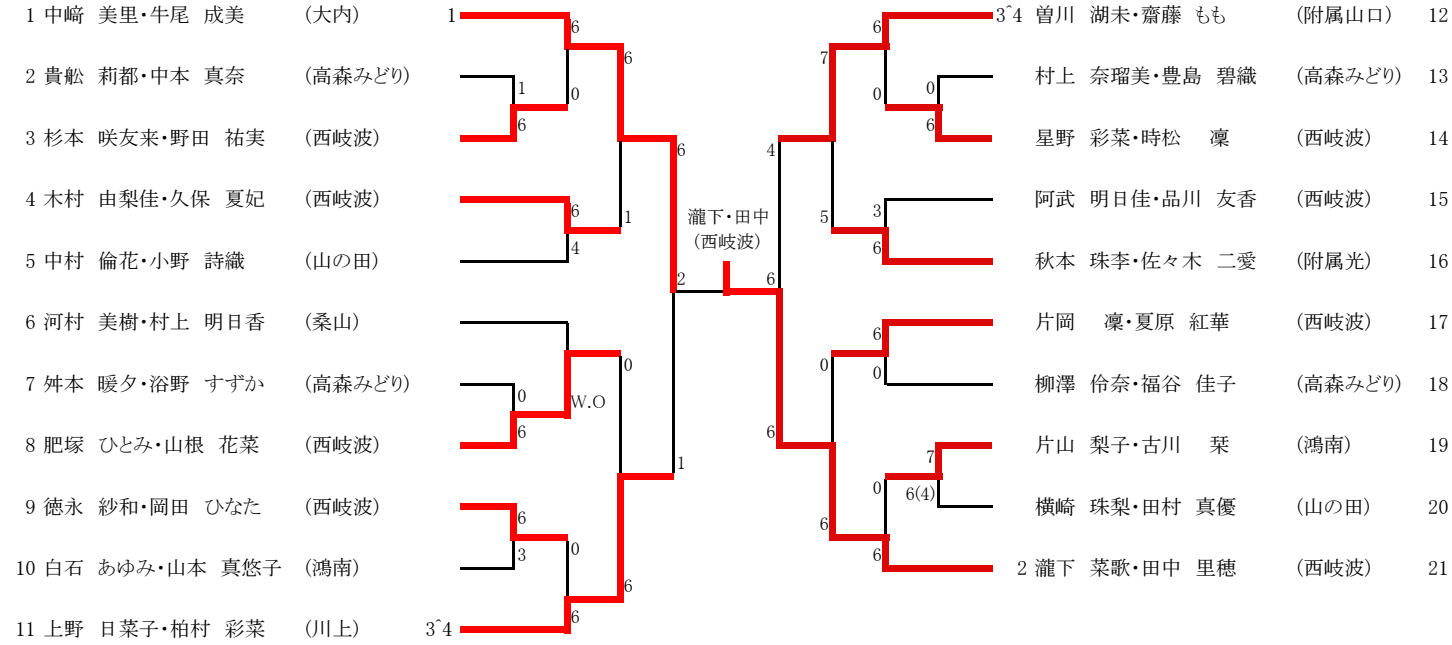 1 中﨑 美里・牛尾 成美 (大内) 1
2 貴舩 莉都・中本 真奈 (高森みどり)
3 杉本 咲友来・野田 祐実 (西岐波)
4 木村 由梨佳・久保 夏妃 (西岐波)
5 中村 倫花・小野 詩織 (山の田)
6 河村 美樹・村上 明日香 (桑山)
7 舛本 暖夕・浴野 すずか (高森みどり)
8 肥塚 ひとみ・山根 花菜 (西岐波)
9 徳永 紗和・岡田 ひなた (西岐波)
10 白石 あゆみ・山本 真悠子 (鴻南)
11 上野 日菜子・柏村 彩菜 (川上) 3^4
6
6
1
0
6
6
6
1
4
0
0
W.O
6
1
6
0
3
6
6
2
瀧下・田中
(西岐波)
3^4 曽川 湖未・齋藤 もも (附属山口) 12
村上 奈瑠美・豊島 碧織 (高森みどり) 13
星野 彩菜・時松 凜 (西岐波) 14
阿武 明日佳・品川 友香 (西岐波) 15
秋本 珠李・佐々木 二愛 (附属光) 16
片岡 凜・夏原 紅華 (西岐波) 17
柳澤 伶奈・福谷 佳子 (高森みどり) 18
片山 梨子・古川 栞 (鴻南) 19
横崎 珠梨・田村 真優 (山の田) 20
2 瀧下 菜歌・田中 里穂 (西岐波) 21
6
7
0
0
6
4
5
3
6
6
6
0
0
6
7
0
6(4)
6
6